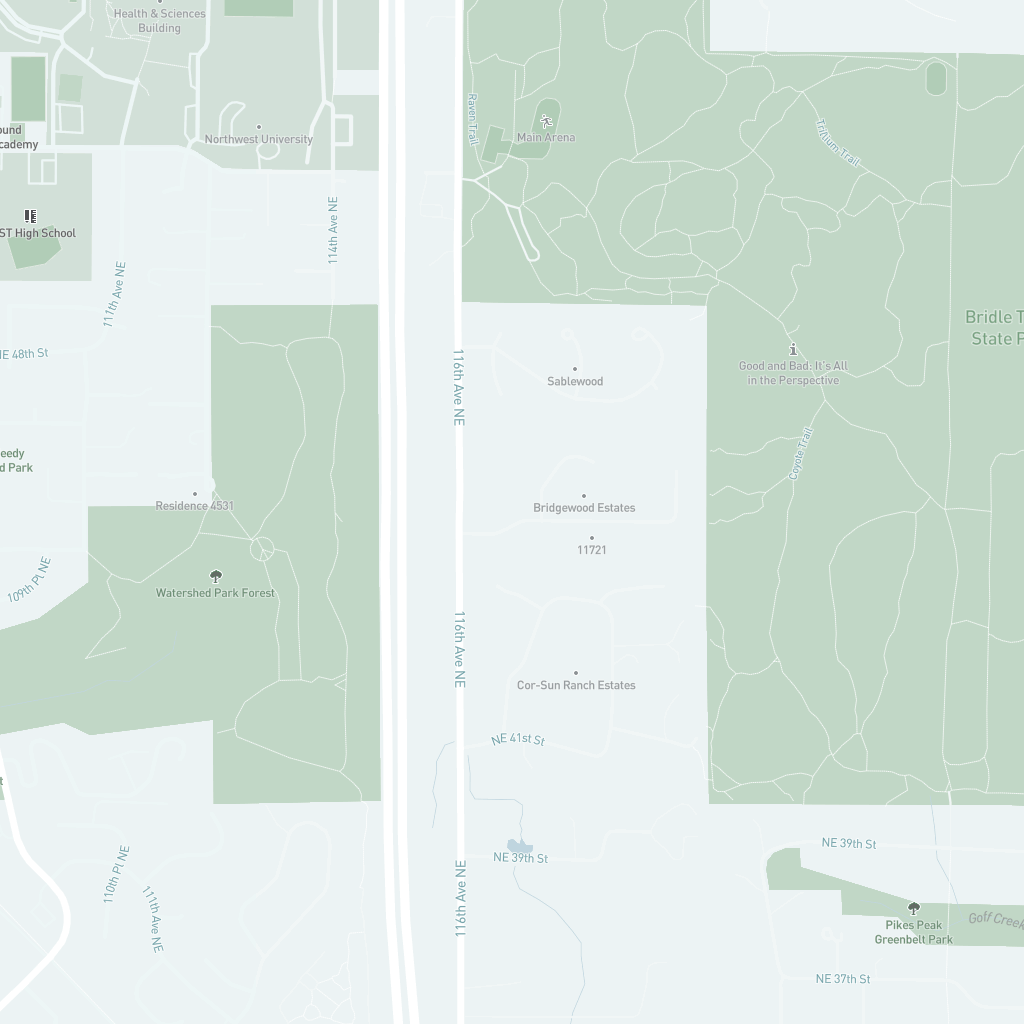 Health & Sciences
Building
Raven Trail
Northwest University
Main Arena
Trillium Trail
ound
cademy
ST High School
114th Ave NE
111th Ave NE
Bridle T
State P
NE 48th St
116th Ave NE
Sablewood
Good and Bad: It's All
in the Perspective
eedy
d Park
Coyote Trail
Residence 4531
Bridgewood Estates
11721
109th Pl NE
Watershed Park Forest
116th Ave NE
Cor-Sun Ranch Estates
NE 41st St
t
NE 39th St
NE 39th St
110th Pl NE
111th Ave NE
116th Ave NE
Pikes Peak
Greenbelt Park
Goff Creek
NE 37th St